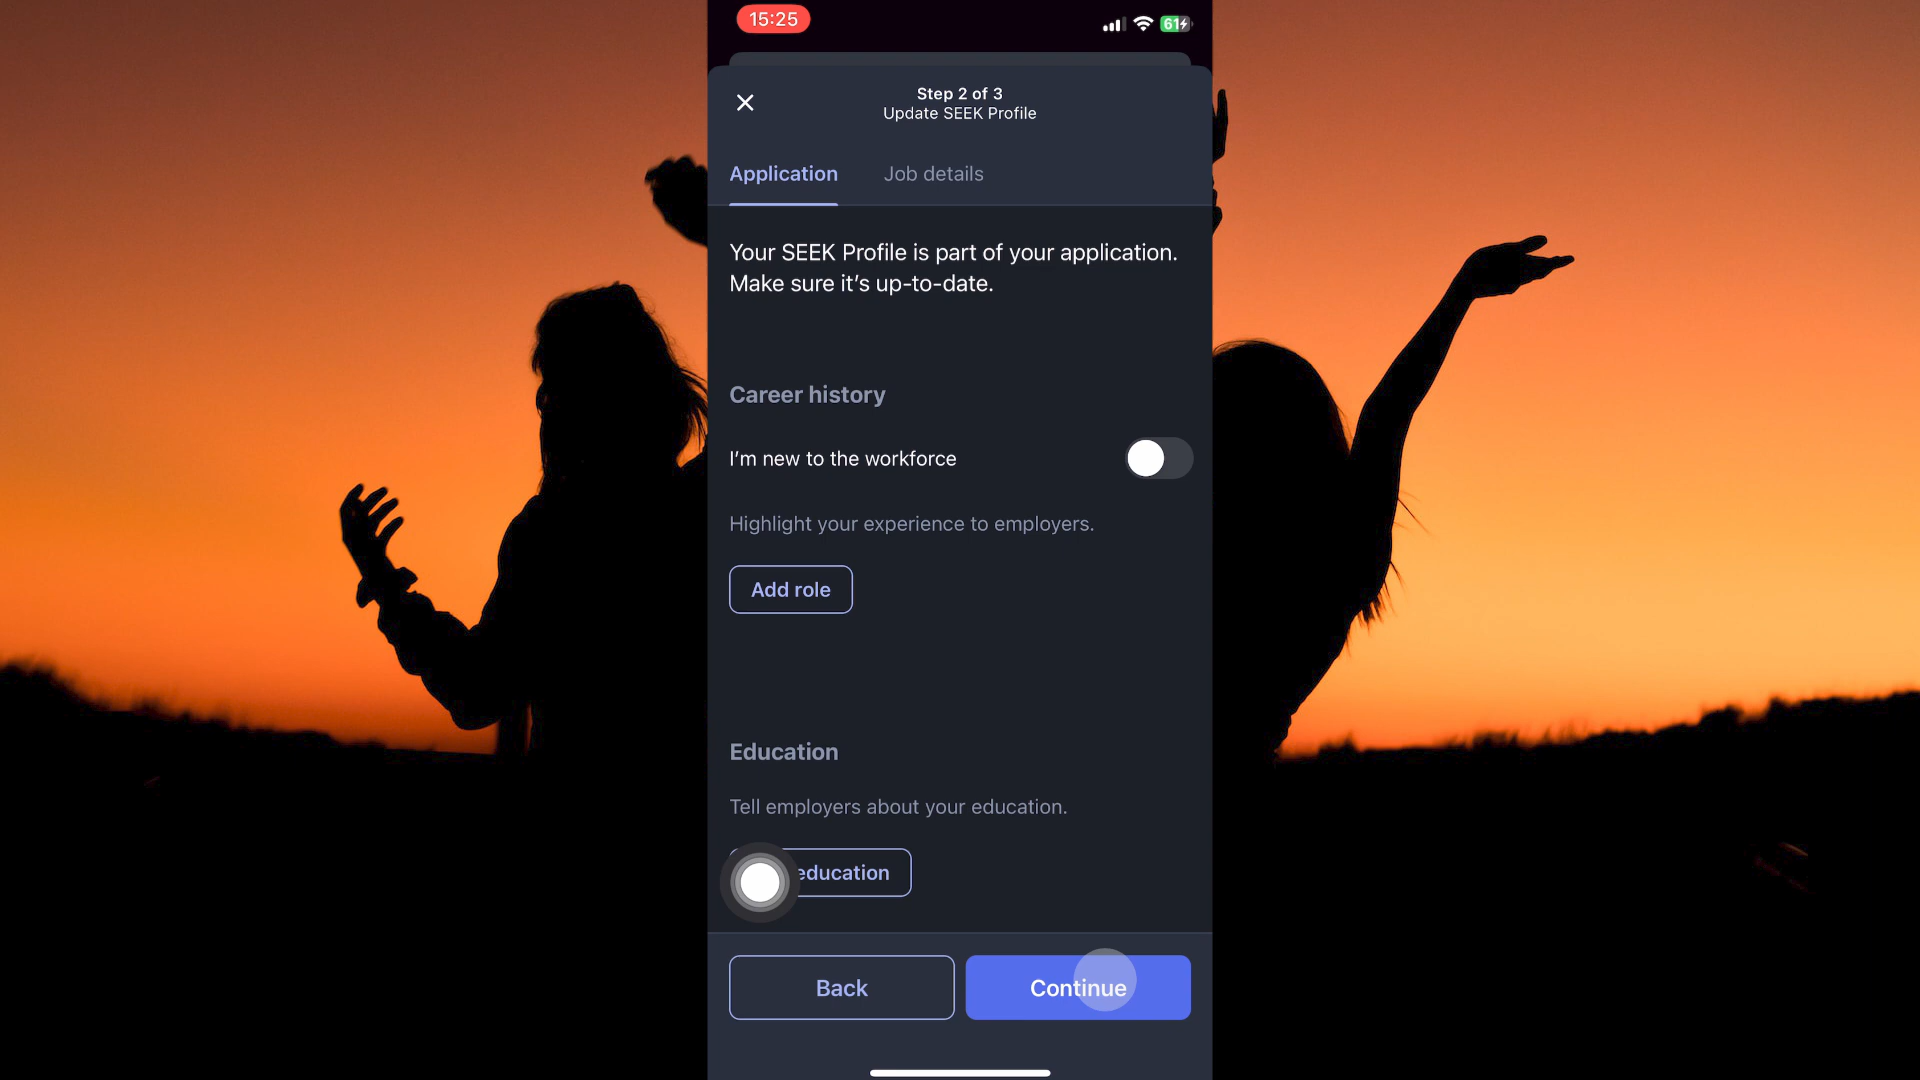 15:25
61
Step 2 of 3
Update SEEK Profile
Application
Job details
Your SEEK Profile is part of your application.
Make sure it's up-to-date.
Career history
I'm new to the workforce
Highlight your experience to employers.
Add role
Education
Tell employers about your education.
education
Back
Continue